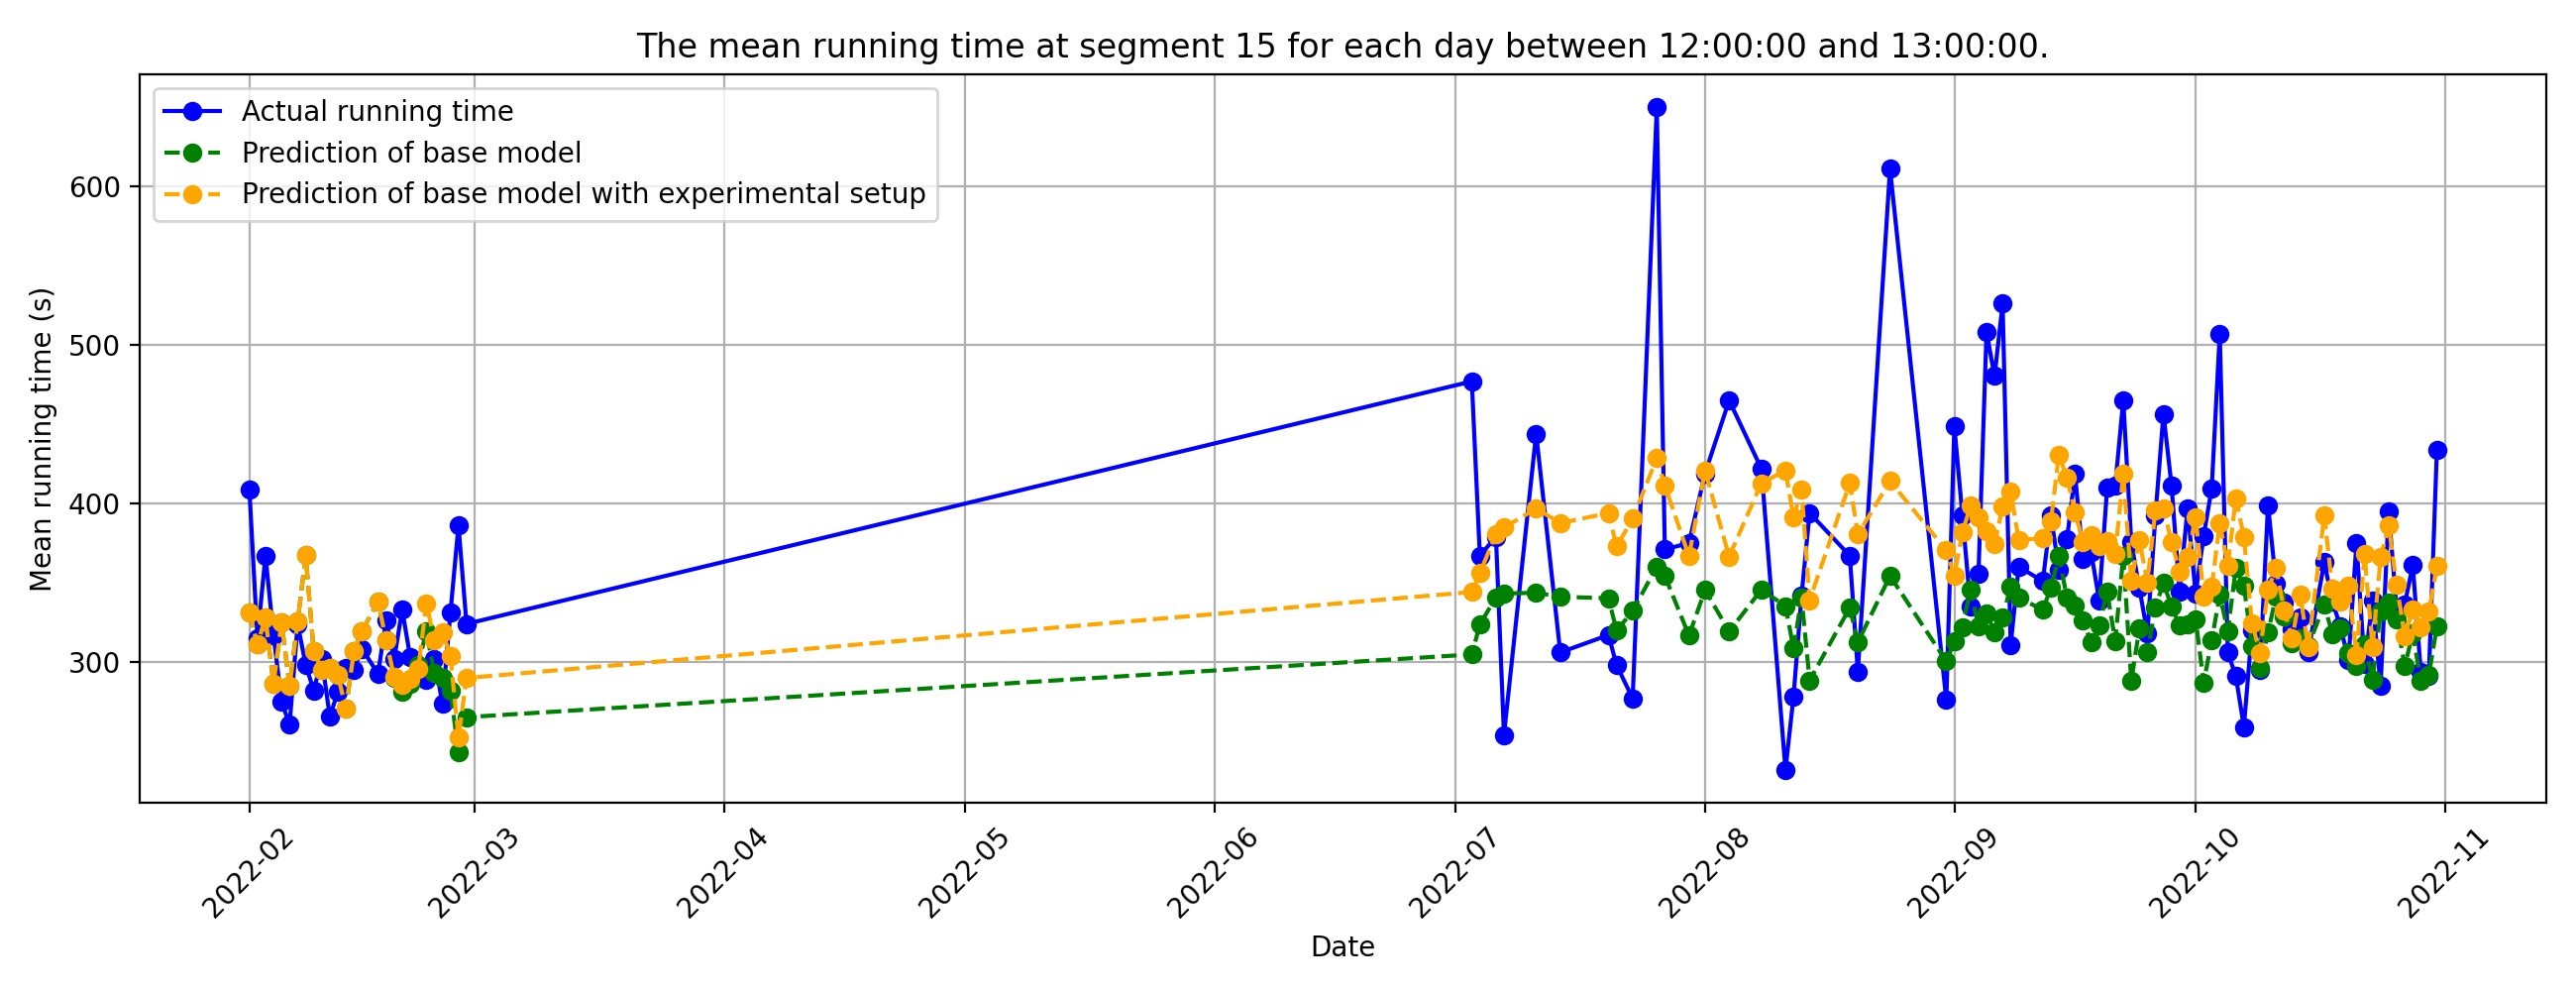 The mean running time at segment 15 for each day between 12:00:00 and 13:00:00.
Actual running time
Prediction of base model
Prediction of base model with experimental setup
Mean running time (s)
600
500
400
300
2022-02
2022-03
2022-04
2022-05
2022-06
2022-07
2022-08
2022-09
2022-10
2022-11
Date